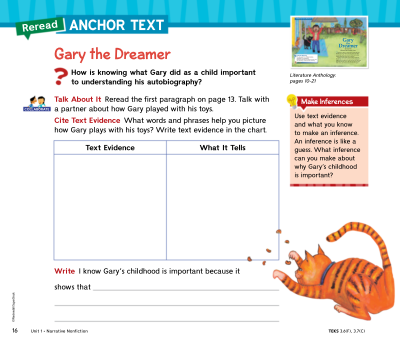 Reread ANCHOR TEXT
Gary the Dreamer
? How is knowing what Gary did as a child important
to understanding his autobiography?
Literature Anthology:
pages 10-21
Talk About It Reread the first paragraph on page 13. Talk with
a partner about how Gary played with his toys.
COLLABORATE
Cite Text Evidence What words and phrases help you picture
how Gary plays with his toys? Write text evidence in the chart.
Text Evidence What It Tells
Make Inferences
Use text evidence
and what you know
to make an inference.
An inference is like a
guess. What inference
can you make about
why Gary's childhood
is important?
Write I know Gary's childhood is important because it
shows that
16 Unit 1 • Narrative Nonfiction
TEKS 3.6(F), 3.7(C)
Gary
the
Dreamer